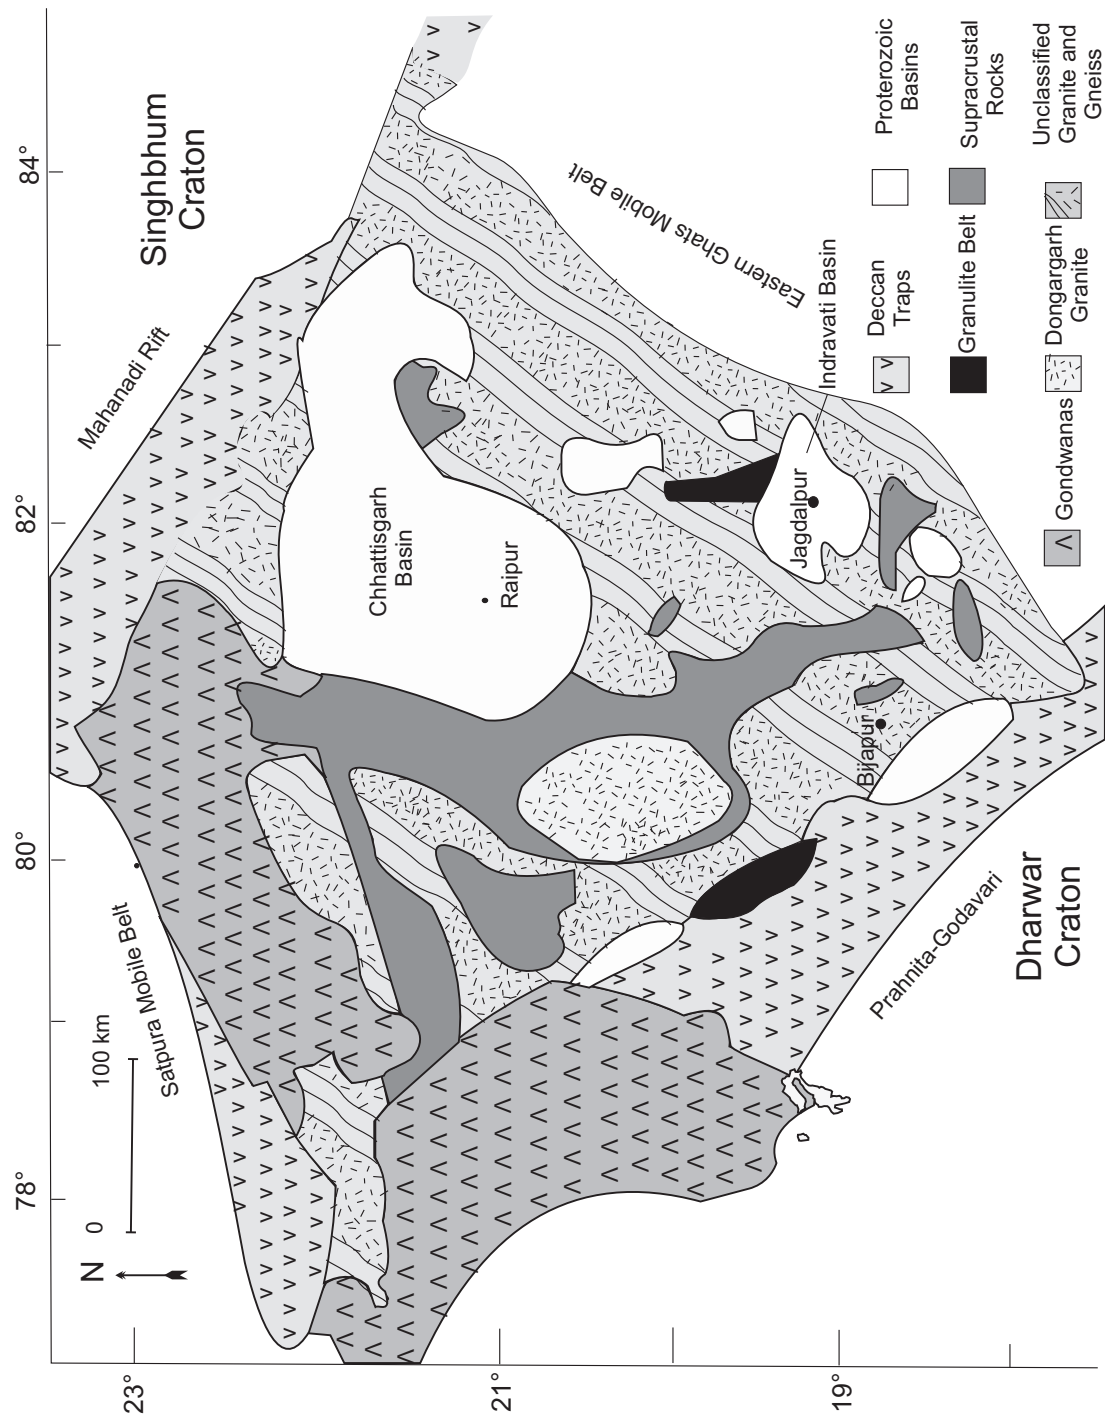 84°
82°
80°
78°
23°
21°
19°
Singhbhum
Craton
Mahanadi Rift
Satpura Mobile Belt
0
100 km
N
Chhattisgarh
Basin
Raipur
Eastern Ghats Mobile Belt
Indravati Basin
Jagdalpur
Bijapur
Prahnita-Godavari
Dharwar
Craton
Deccan
Traps
Proterozoic
Basins
Granulite Belt
Supracrustal
Rocks
Gondwanas
Dongargarh
Granite
Unclassified
Granite and
Gneiss